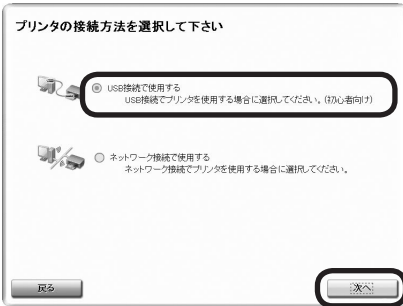 プリンタの接続方法を選択して下さい
USB接続で使用する
USB接続でプリンタを使用する場合に選択してください。(初心者向け)
ネットワーク接続で使用する
ネットワーク接続でプリンタを使用する場合に選択してください。
戻る
次へ